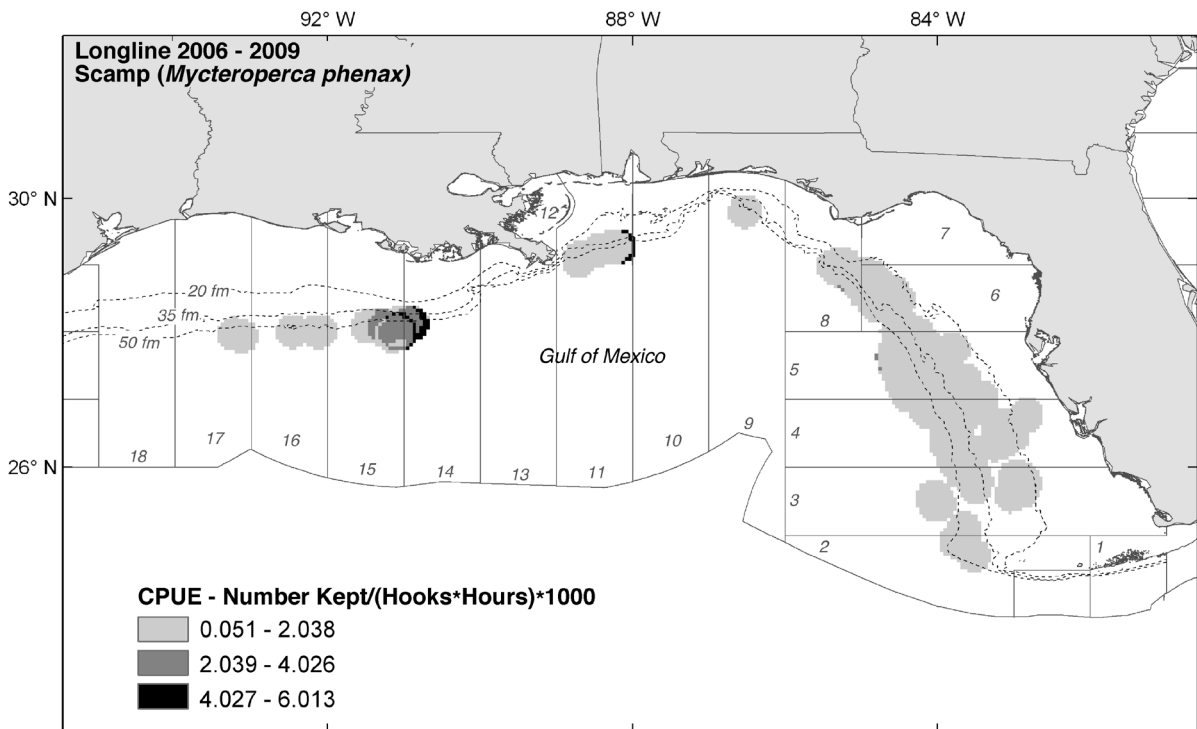 92° W 88° W 84° W
Longline 2006 - 2009
Scamp (Mycteroperca phenax)
30° N
12
7
20 fm
6
35 fm
8
50 fm
Gulf of Mexico
5
9
4
10
18 17 16 15 14 13 11
26° N
3
2 1
CPUE - Number Kept/(Hooks*Hours)*1000
0.051 - 2.038
2.039 - 4.026
4.027 - 6.013